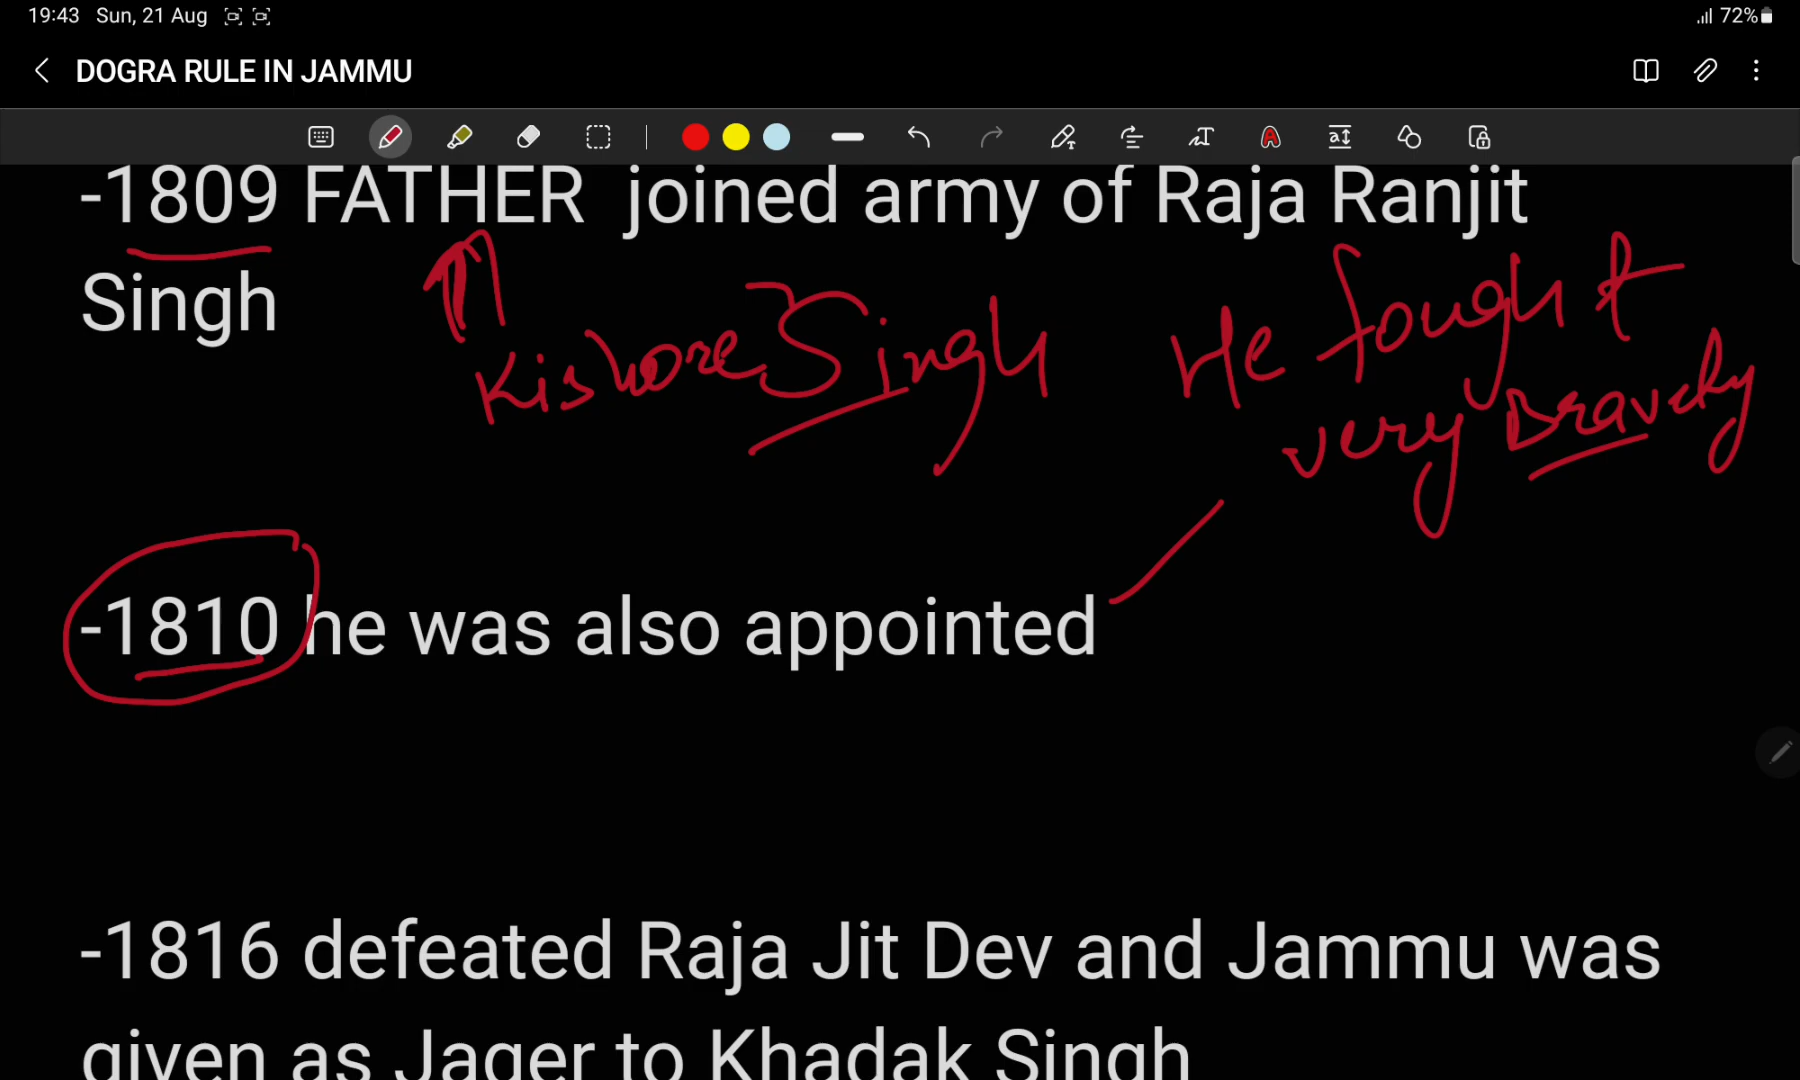 19:43 Sun, 21 Aug
72%
DOGRA RULE IN JAMMU
-1809 FATHER joined army of Raja Ranjit
Singh
Kishore Singh
He fought
very Bravely
-1810 he was also appointed
-1816 defeated Raja Jit Dev and Jammu was
given as Jager to Khadak Singh